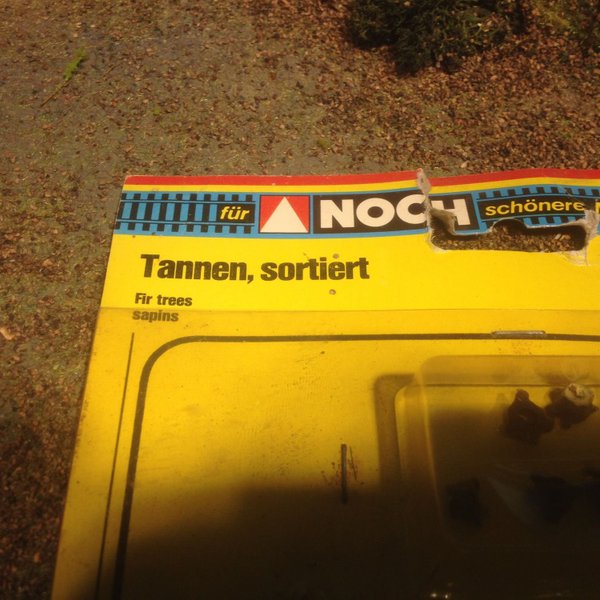 für NOCH schönere
Tannen, sortiert
Fir trees
sapins